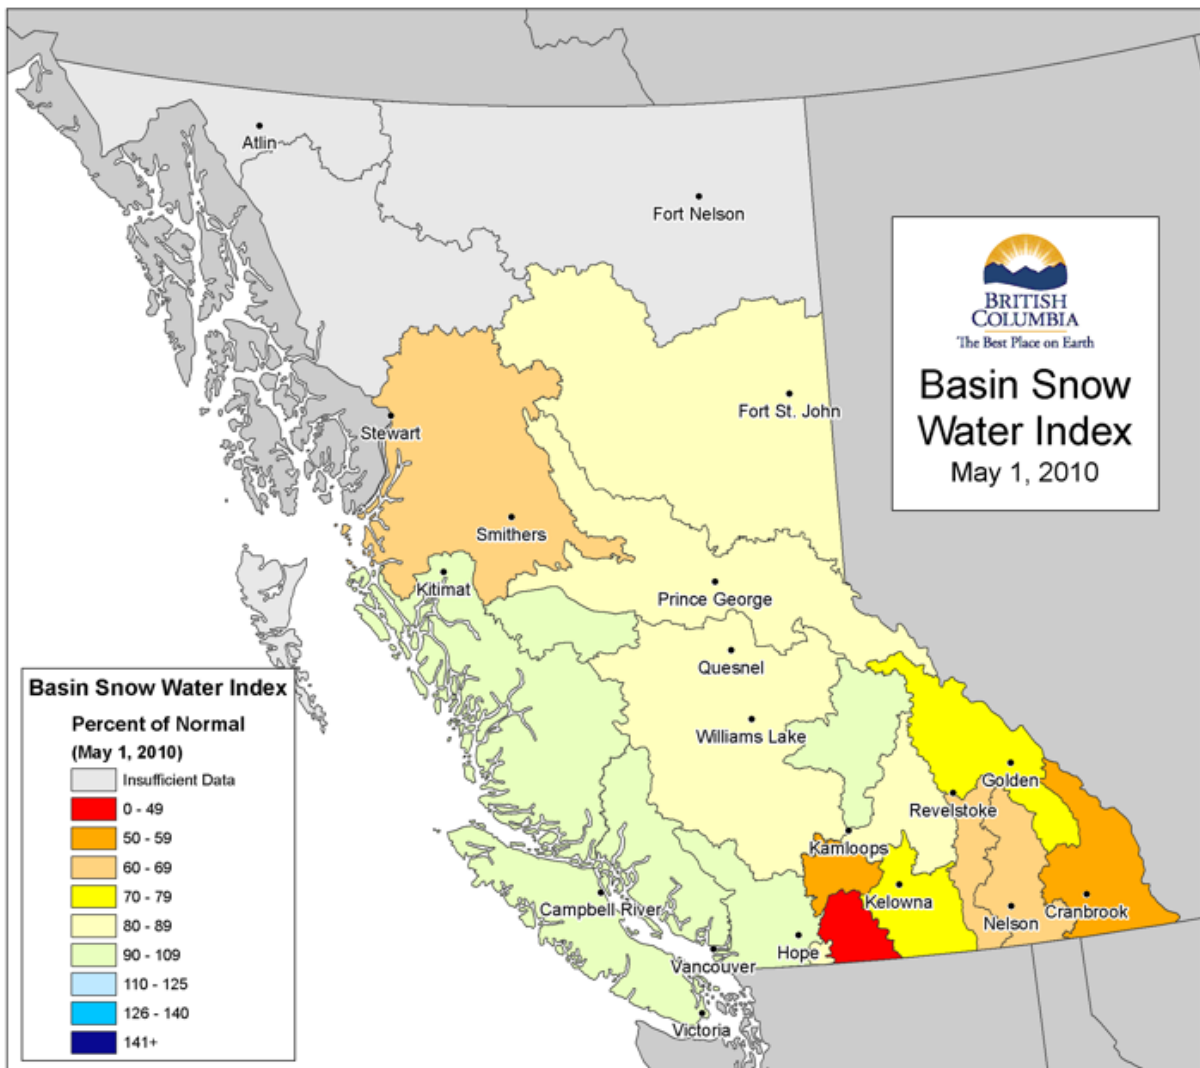 Atlin
Fort Nelson
BRITISH
COLUMBIA
The Best Place on Earth
Basin Snow
Water Index
May 1, 2010
Fort St. John
Stewart
Smithers
Kitimat
Prince George
Quesnel
Williams Lake
Golden
Revelstoke
Kamloops
Kelowna
Nelson
Cranbrook
Campbell River
Hope
Vancouver
Victoria
Basin Snow Water Index
Percent of Normal
(May 1, 2010)
Insufficient Data
0 - 49
50 - 59
60 - 69
70 - 79
80 - 89
90 - 109
110 - 125
126 - 140
141+